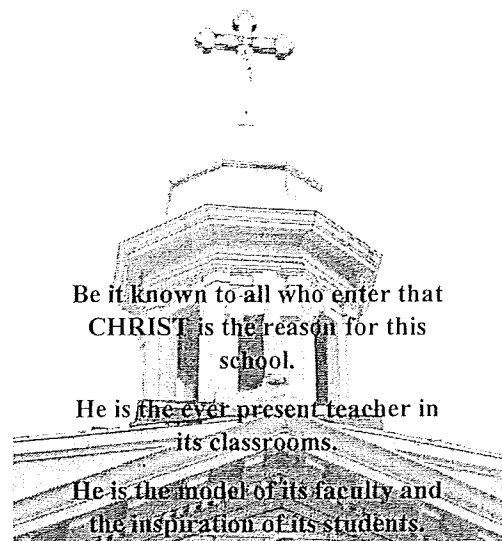 Be it known to all who enter that
CHRIST is the reason for this
school.
He is the ever present teacher in
its classrooms.
He is the model of its faculty and
the inspiration of its students.